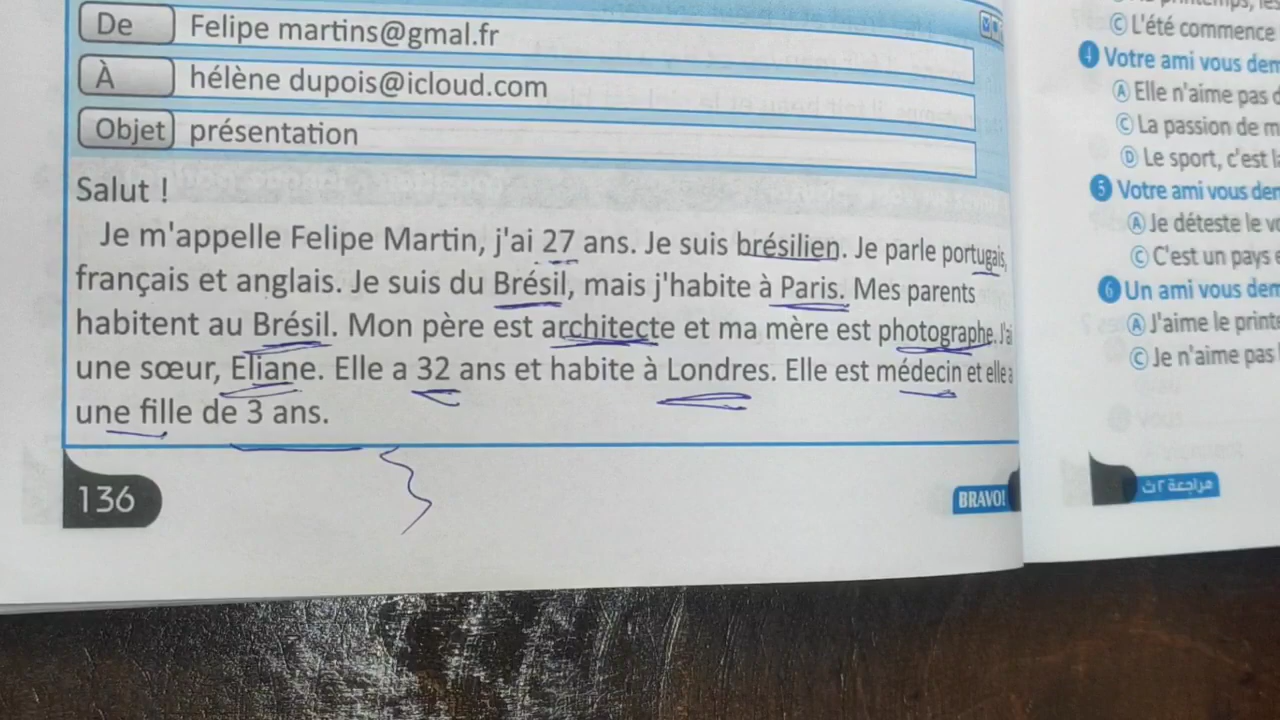 De Felipe martins@gmal.fr
À hélène dupois@icloud.com
Objet présentation
Salut !
Je m'appelle Felipe Martin, j'ai 27 ans. Je suis brésilien. Je parle portugais,
français et anglais. Je suis du Brésil, mais j'habite à Paris. Mes parents
habitent au Brésil. Mon père est architecte et ma mère est photographe. J'ai
une sœur, Eliane. Elle a 32 ans et habite à Londres. Elle est médecin et elle a
une fille de 3 ans.
136
BRAVO!
C L'été commence
4 Votre ami vous
A Elle n'aime pas
C La passion de
D Le sport, c'est
5 Votre ami vous
A Je déteste le
C C'est un pays
6 Un ami vous
A J'aime le
C Je n'aime pas
مراجعة ٢ث